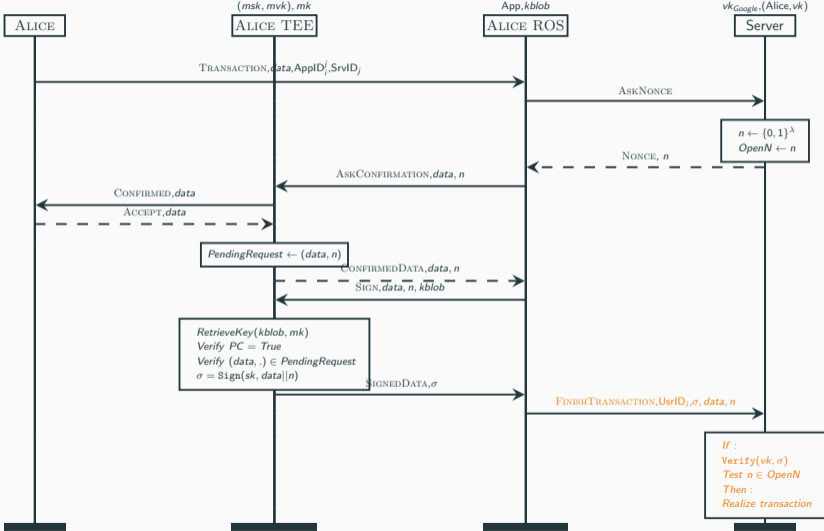 (msk, mvk), mk
App,kblob
vk_Google,(Alice,vk)
ALICE
ALICE TEE
ALICE ROS
Server
TRANSACTION,data,AppID_i^j,SrvID_j
ASKNONCE
n ← {0, 1}^λ
OpenN ← n
NONCE, n
ASKCONFIRMATION,data, n
CONFIRMED,data
ACCEPT,data
PendingRequest ← (data, n)
CONFIRMEDDATA,data, n
SIGN,data, n, kblob
RetrieveKey(kblob, mk)
Verify PC = True
Verify (data, .) ∈ PendingRequest
σ = Sign(sk, data||n)
SIGNEDDATA,σ
FINISHTRANSACTION,UsrID_i,σ, data, n
If :
Verify(vk, σ)
Test n ∈ OpenN
Then :
Realize transaction